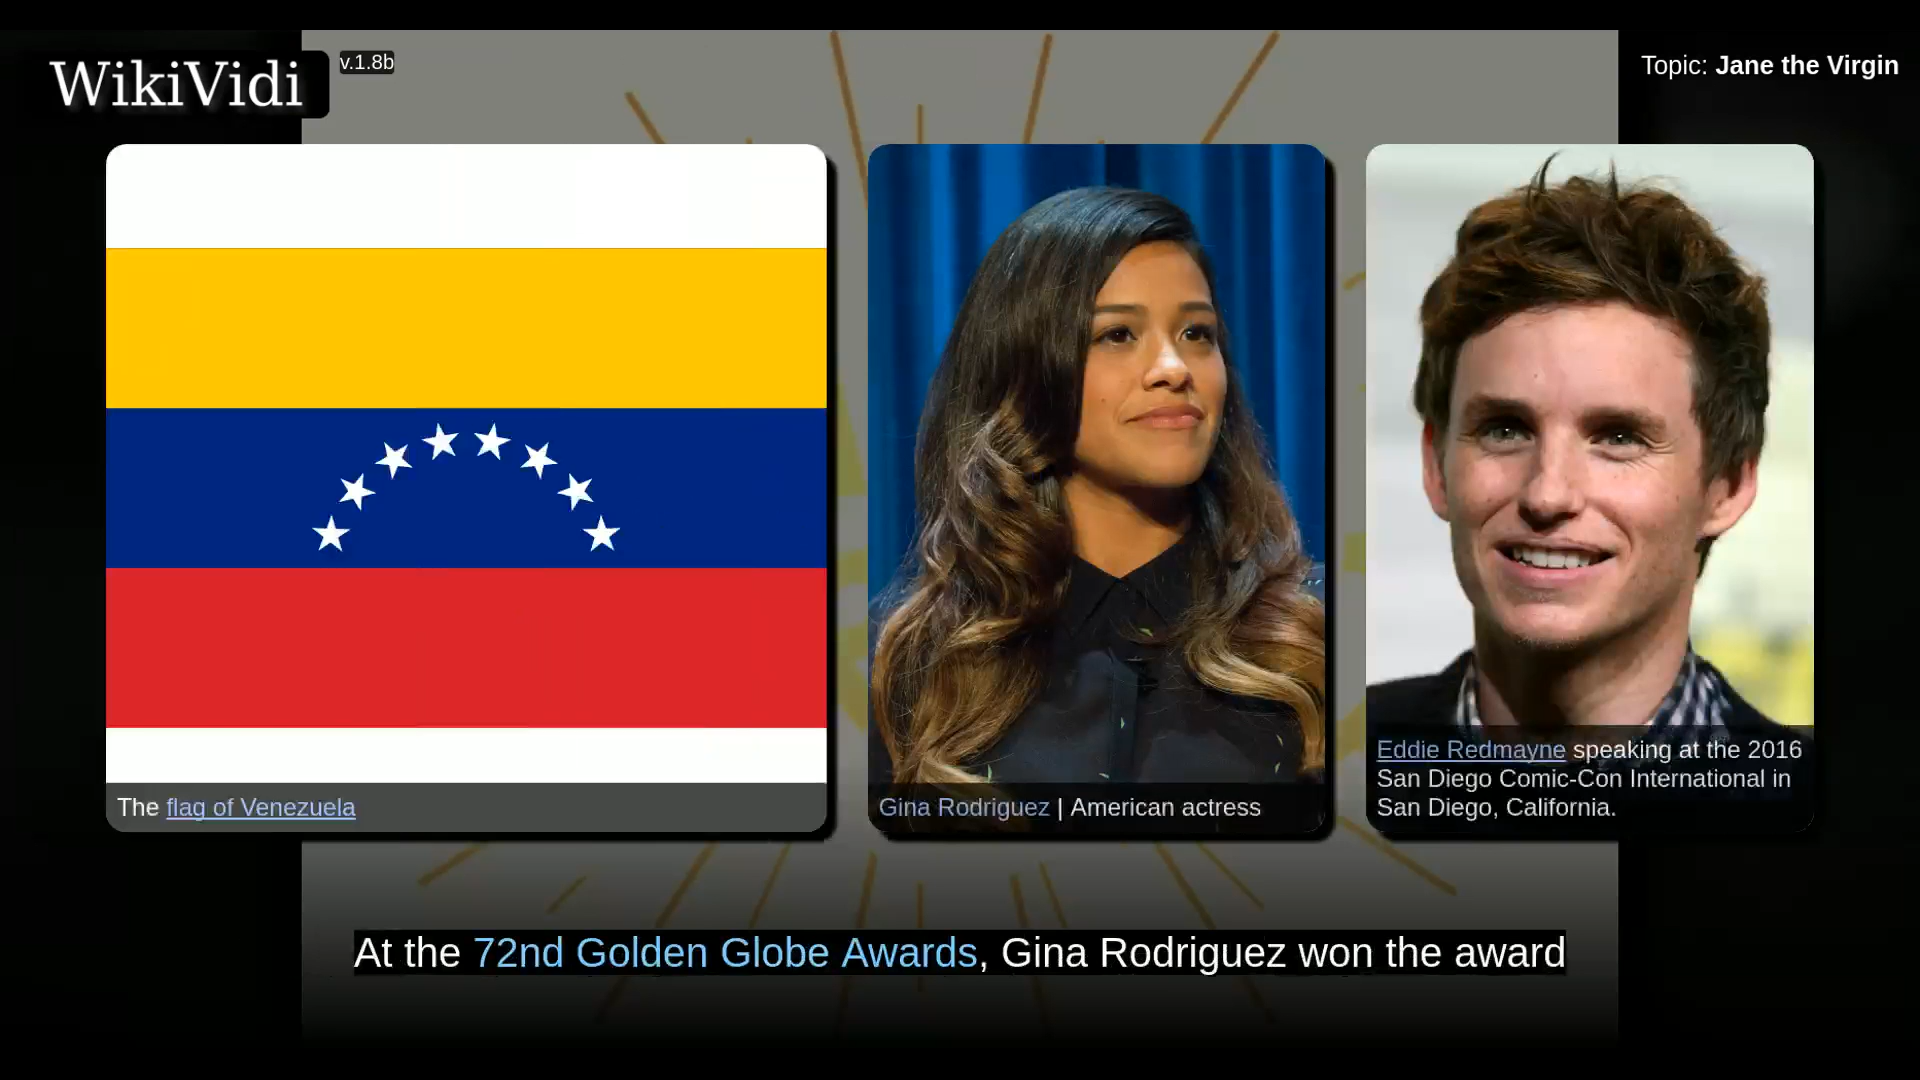 WikiVidi
v.1.8b
Topic: Jane the Virgin
The flag of Venezuela
Gina Rodriguez | American actress
Eddie Redmayne speaking at the 2016
San Diego Comic-Con International in
San Diego, California.
At the 72nd Golden Globe Awards, Gina Rodriguez won the award